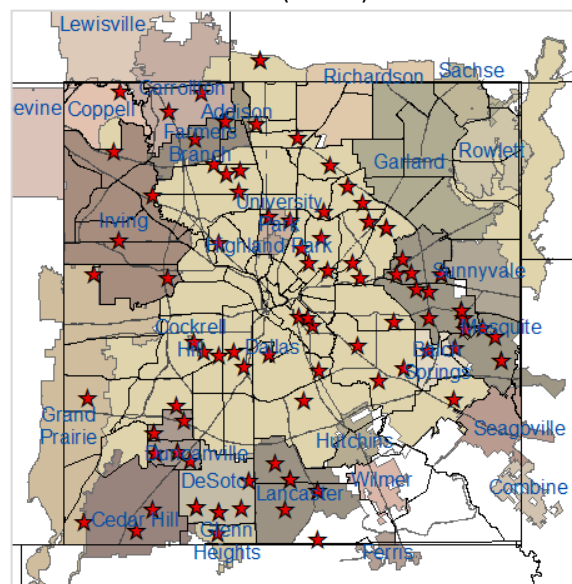 Lewisville
Sachse
Richardson
Carrollton
evine
Coppell
Addison
Farmers
Branch
Garland
Rowlett
University
Park
Irving
Highland Park
Sunnyvale
Cockrell
Hill
Dallas
Mesquite
Balch
Springs
Grand
Prairie
Seagoville
Hutchins
Duncanville
DeSoto
Lancaster
Wilmer
Combine
Cedar Hill
Glenn
Heights
Ferris